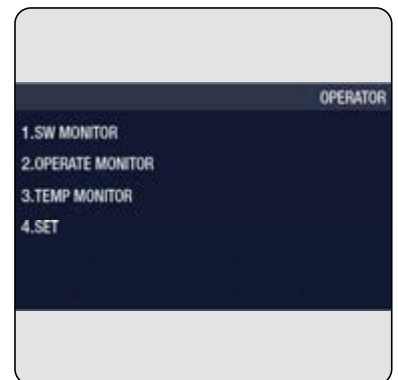 OPERATOR
1.SW MONITOR
2.OPERATE MONITOR
3.TEMP MONITOR
4.SET